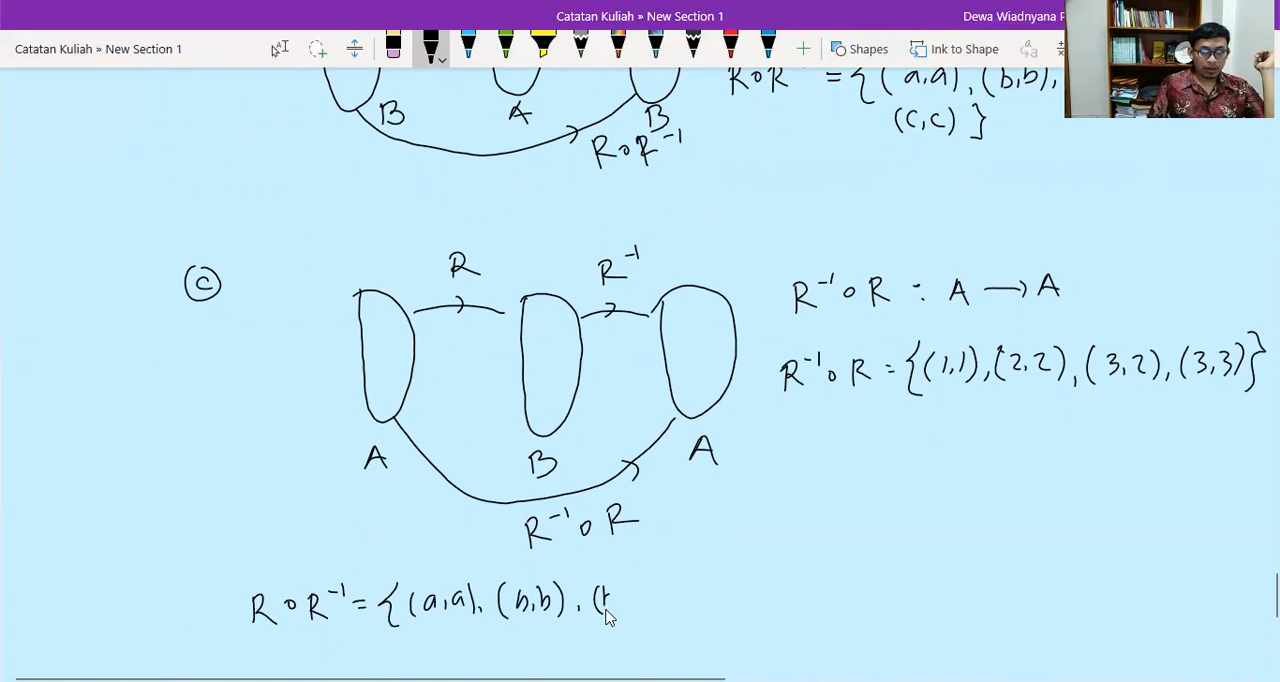 Catatan Kuliah » New Section 1
Dewa Wiadnyana P
Catatan Kuliah » New Section 1
Shapes
Ink to Shape
B
A
B
R∘R⁻¹
R∘R = {(a,a), (b,b),
(c,c)}
c
R
R⁻¹
A
B
A
R⁻¹∘R
R⁻¹∘R : A → A
R⁻¹∘R = {(1,1), (2,2), (3,2), (3,3)}
R∘R⁻¹ = {(a,a), (b,b), (